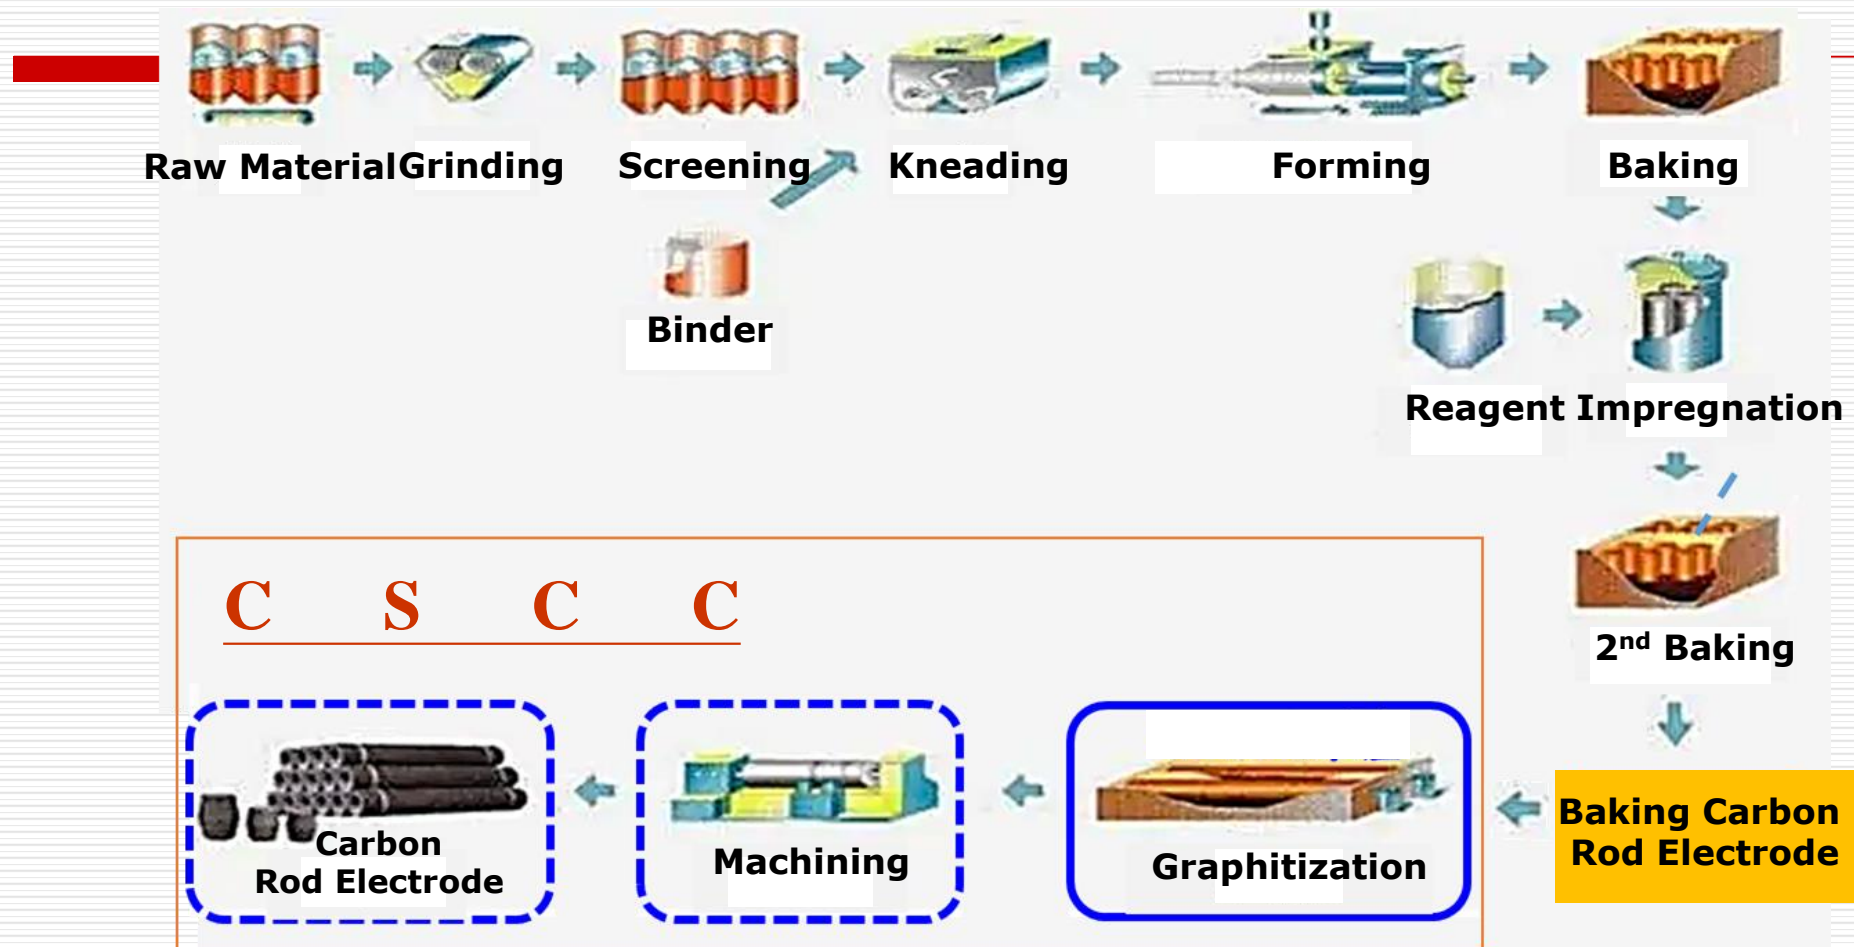 Raw Material Grinding Screening Kneading Forming Baking
Binder
Reagent Impregnation
C S C C
2nd Baking
Baking Carbon
Rod Electrode
Graphitization
Machining
Carbon
Rod Electrode